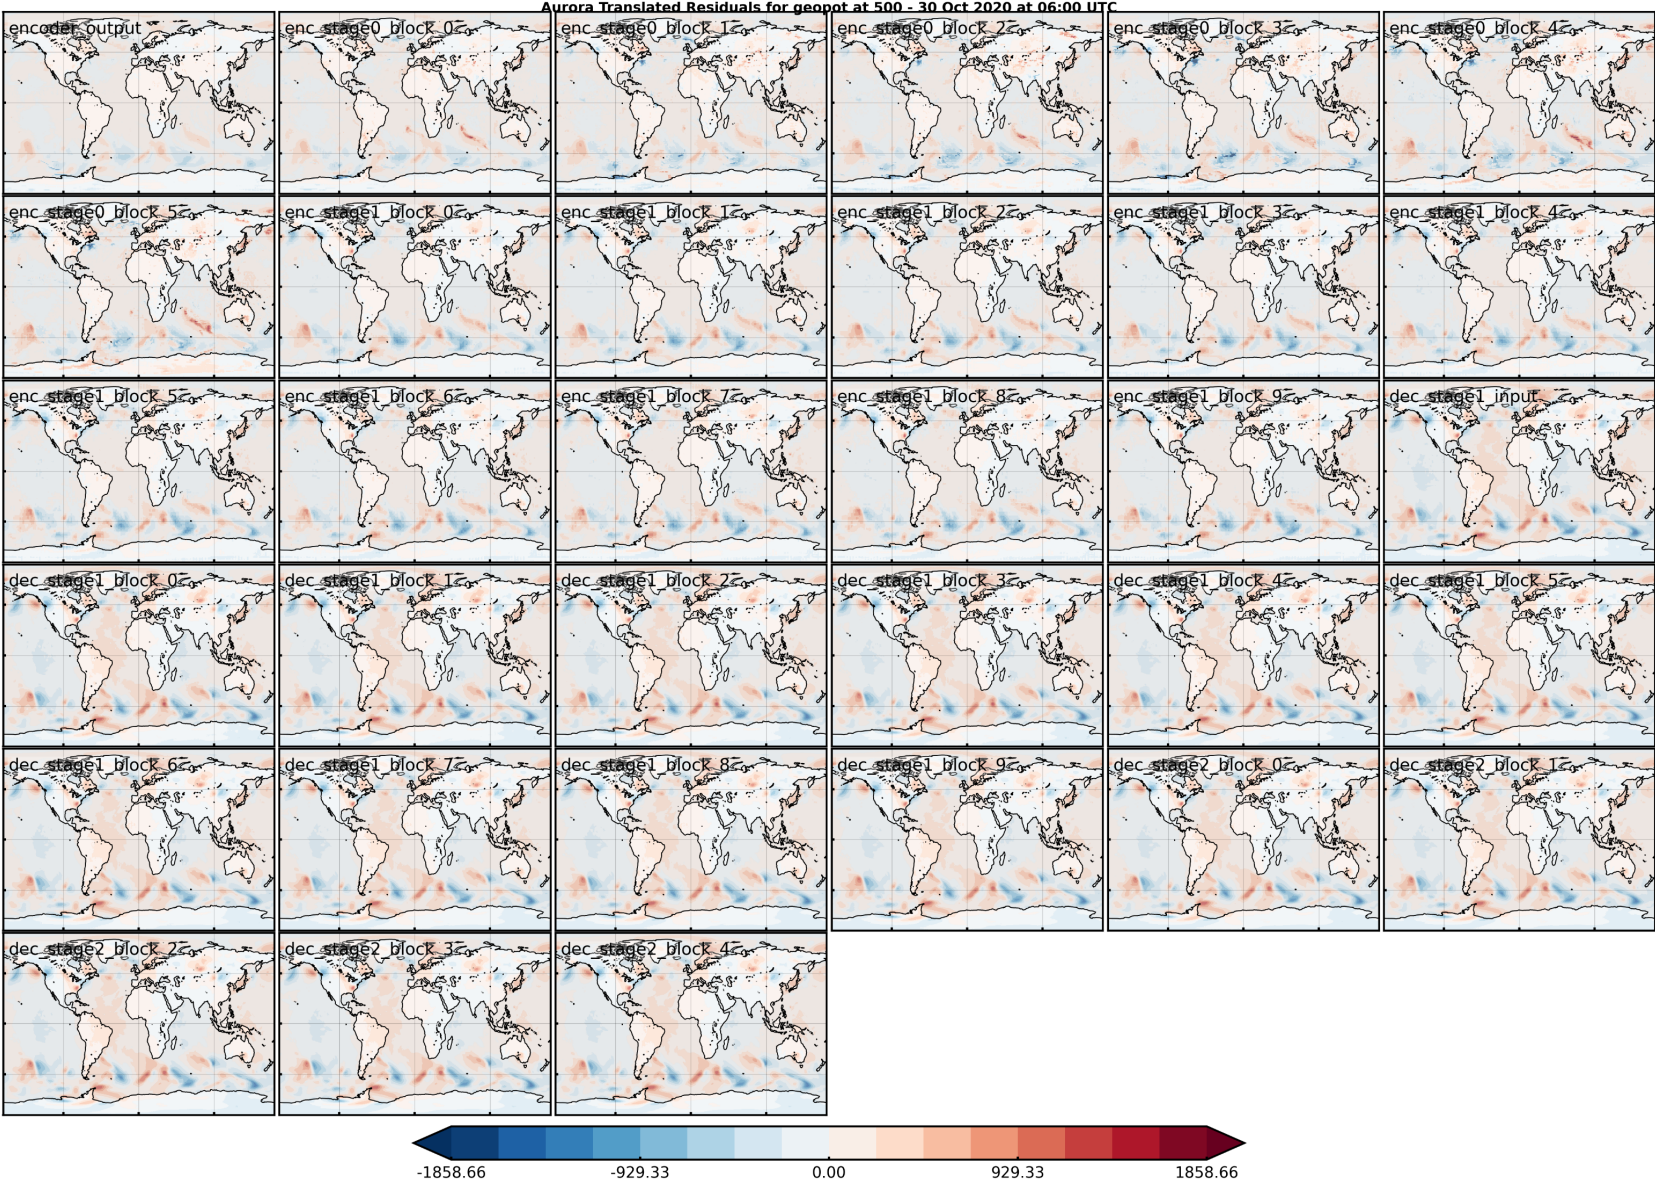 Aurora Translated Residuals for geopot at 500 - 30 Oct 2020 at 06:00 UTC
encoder_output
enc_stage0_block_0
enc_stage0_block_1
enc_stage0_block_2
enc_stage0_block_3
enc_stage0_block_4
enc_stage0_block_5
enc_stage1_block_0
enc_stage1_block_1
enc_stage1_block_2
enc_stage1_block_3
enc_stage1_block_4
enc_stage1_block_5
enc_stage1_block_6
enc_stage1_block_7
enc_stage1_block_8
enc_stage1_block_9
dec_stage1_input
dec_stage1_block_0
dec_stage1_block_1
dec_stage1_block_2
dec_stage1_block_3
dec_stage1_block_4
dec_stage1_block_5
dec_stage1_block_6
dec_stage1_block_7
dec_stage1_block_8
dec_stage1_block_9
dec_stage2_block_0
dec_stage2_block_1
dec_stage2_block_2
dec_stage2_block_3
dec_stage2_block_4
-1858.66 -929.33 0.00 929.33 1858.66